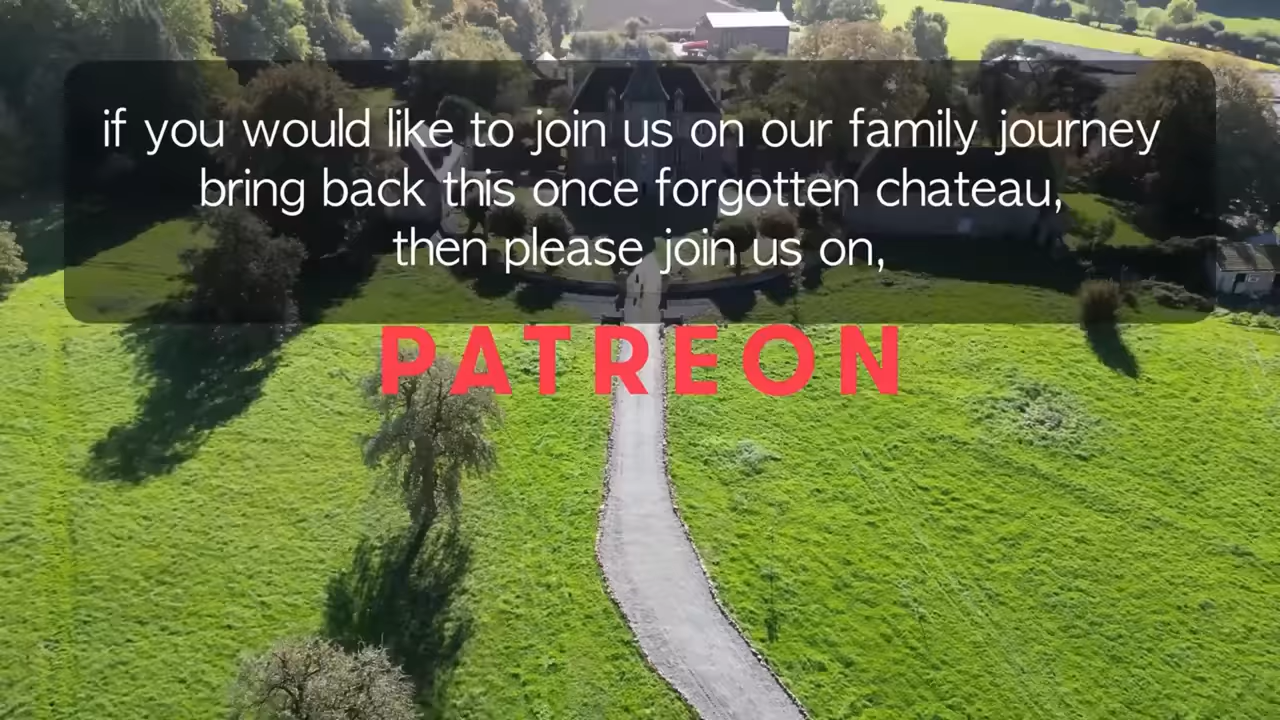 if you would like to join us on our family journey
bring back this once forgotten chateau,
then please join us on,
PATREON